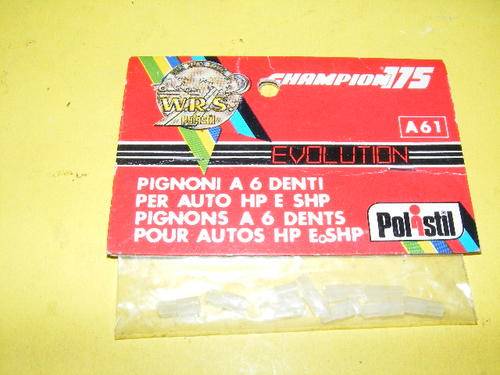 W.R.S.
POLISTIL
CHAMPION 175
A61
EVOLUTION
PIGNONI A 6 DENTI
PER AUTO HP E SHP
PIGNONS A 6 DENTS
POUR AUTOS HP E SHP
Polistil